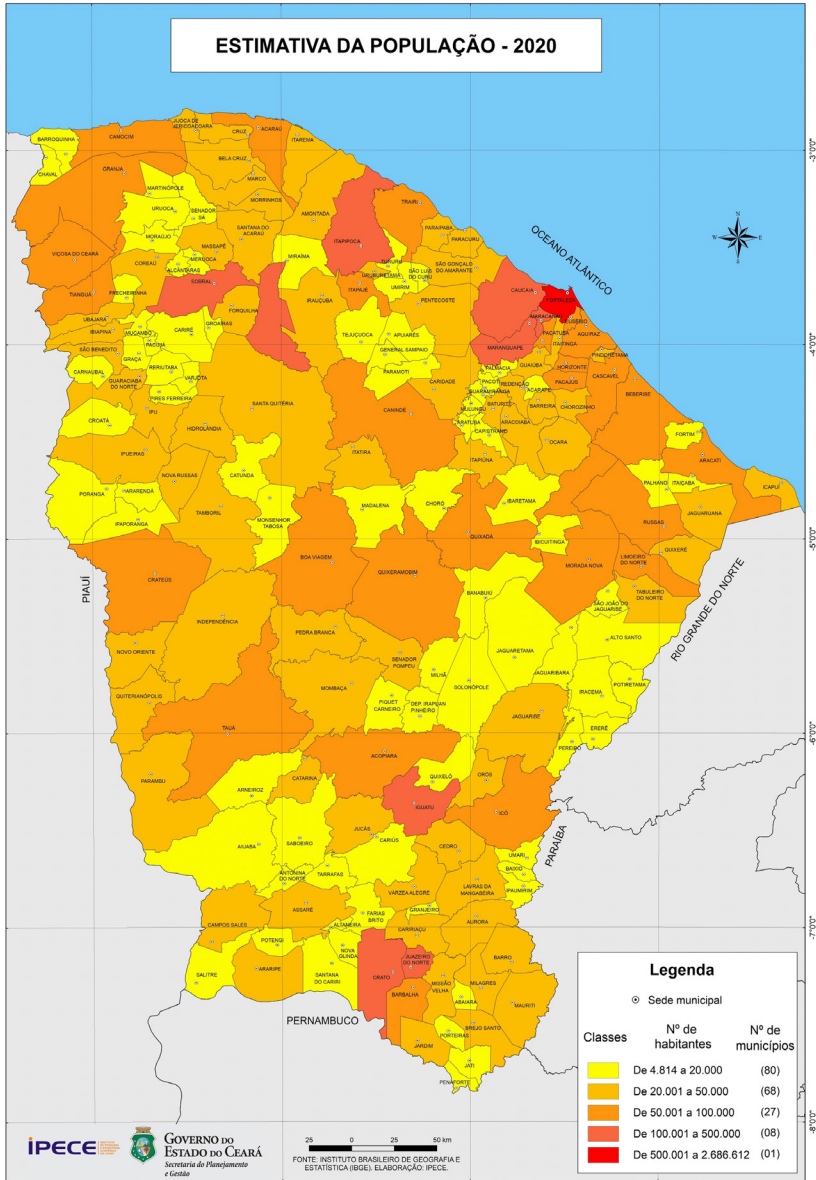 ESTIMATIVA DA POPULAÇÃO - 2020
BARROQUINHA
CAMOCIM
JIJOCA DE
JERICOACOARA
CRUZ
ACARAÚ
ITAREMA
-3°0'0"
CHAVAL
GRANJA
BELA CRUZ
MARCO
MARTINÓPOLE
MORRINHOS
URUOCA
SENADOR
SÁ
TRAIRI
AMONTADA
PARAIPABA
SANTANA DO
ACARAÚ
PARACURU
MORAÚJO
ITAPIPOCA
OCEANO ATLÂNTICO
N
W
E
S
VIÇOSA DO CEARÁ
COREAÚ
MASSAPÊ
MERUOCA
ALCÂNTARAS
MIRAÍMA
TURURU
SÃO LUIS
DO CURU
SÃO GONÇALO
DO AMARANTE
URUBURETAMA
UMIRIM
TIANGUÁ
FRECHEIRINHA
SOBRAL
ITAPAJÉ
IRAUÇUBA
CAUCAIA
FORTALEZA
PENTECOSTE
UBAJARA
FORQUILHA
GROAÍRAS
MARACANAÚ
EUSÉBIO
IBIAPINA
MUCAMBO
CARIRÉ
PACUJÁ
TEJUÇUOCA
APUIARÉS
MARANGUAPE
PACATUBA
AQUIRAZ
ITAITINGA
-4°0'0"
SÃO BENEDITO
GRAÇA
GENERAL SAMPAIO
GUAIÚBA
PINDORETAMA
CARNAUBAL
RERIUTABA
PARAMOTI
PALMÁCIA
HORIZONTE
CASCAVEL
GUARACIABA
DO NORTE
VARJOTA
PACOTI
REDENÇÃO
PACAJUS
PIRES FERREIRA
CARIDADE
GUARAMIRANGA
ACARAPE
BEBERIBE
IPU
SANTA QUITÉRIA
CANINDÉ
MULUNGU
BATURITÉ
BARREIRA
CHOROZINHO
CROATÁ
HIDROLÂNDIA
ARATUBA
ARACOIABA
CAPISTRANO
FORTIM
IPUEIRAS
ITATIRA
ITAPIÚNA
OCARA
ARACATI
NOVA RUSSAS
CATUNDA
PALHANO
ITAIÇABA
ICAPUÍ
PORANGA
ARARENDÁ
TAMBORIL
MONSENHOR
TABOSA
MADALENA
CHORÓ
IBARETAMA
JAGUARUANA
IPAPORANGA
RUSSAS
-5°0'0"
QUIXADÁ
IBICUITINGA
QUIXERÉ
BOA VIAGEM
QUIXERAMOBIM
MORADA NOVA
LIMOEIRO
DO NORTE
CRATEÚS
BANABUIÚ
TABULEIRO
DO NORTE
SÃO JOÃO DO
JAGUARIBE
PIAUÍ
RIO GRANDE DO NORTE
INDEPENDÊNCIA
PEDRA BRANCA
ALTO SANTO
NOVO ORIENTE
SENADOR
POMPEU
JAGUARETAMA
MILHÃ
JAGUARIBARA
QUITERIANÓPOLIS
MOMBAÇA
SOLONÓPOLE
POTIRETAMA
PIQUET
CARNEIRO
DEP. IRAPUAN
PINHEIRO
IRACEMA
JAGUARIBE
TAUÁ
ERERÊ
-6°0'0"
PEREIRO
ACOPIARA
PARAMBU
CATARINA
QUIXELÔ
ORÓS
ARNEIROZ
IGUATU
ICÓ
JUCÁS
CARIÚS
PARAÍBA
AIUABA
SABOEIRO
CEDRO
UMARI
ANTONINA
DO NORTE
TARRAFAS
BAIXIO
VÁRZEA ALEGRE
LAVRAS DA
MANGABEIRA
IPAUMIRIM
ASSARÉ
FARIAS
BRITO
GRANJEIRO
CAMPOS SALES
ALTANEIRA
CARIRIAÇU
AURORA
-7°0'0"
POTENGI
NOVA
OLINDA
JUAZEIRO
DO NORTE
BARRO
SALITRE
ARARIPE
SANTANA
DO CARIRI
CRATO
MISSÃO
VELHA
MILAGRES
BARBALHA
ABAIARA
MAURITI
PERNAMBUCO
PORTEIRAS
BREJO SANTO
JARDIM
JATI
PENAFORTE
-8°0'0"
Legenda
Sede municipal
Classes
Nº de
habitantes
Nº de
municípios
De 4.814 a 20.000 (80)
De 20.001 a 50.000 (68)
De 50.001 a 100.000 (27)
De 100.001 a 500.000 (08)
De 500.001 a 2.686.612 (01)
IPECE
GOVERNO DO
ESTADO DO CEARÁ
Secretaria do Planejamento
e Gestão
25 0 25 50 km
FONTE: INSTITUTO BRASILEIRO DE GEOGRAFIA E
ESTATÍSTICA (IBGE). ELABORAÇÃO: IPECE.